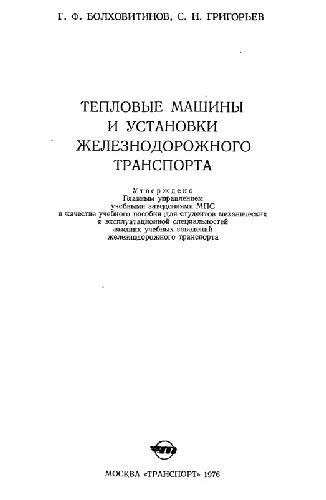 Г. Ф. БОЛХОВИТИНОВ, С. Н. ГРИГОРЬЕВ
ТЕПЛОВЫЕ МАШИНЫ
И УСТАНОВКИ
ЖЕЛЕЗНОДОРОЖНОГО
ТРАНСПОРТА
Утверждено
Главным управлением
учебными заведениями МПС
в качестве учебного пособия для студентов механических
и эксплуатационной специальностей
высших учебных заведений
железнодорожного транспорта
МОСКВА «ТРАНСПОРТ» 1976